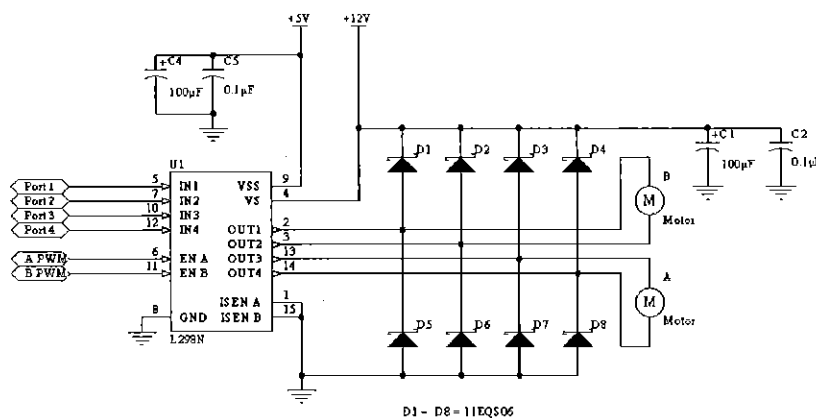 +5V
+12V
+C4
C5
100µF
0.1µF
D1
D2
D3
D4
+C1
C2
100µF
0.1µ
U1
Port 1
5
IN1
VSS
9
Port 2
7
IN2
VS
4
Port 3
10
IN3
Port 4
12
IN4
OUT1
2
OUT2
3
A PWM
6
EN A
OUT3
13
B PWM
11
EN B
OUT4
14
ISEN A
1
8
GND
ISEN B
15
L298N
B
M
Motor
A
M
Motor
D5
D6
D7
D8
D1 - D8 = 11EQS06